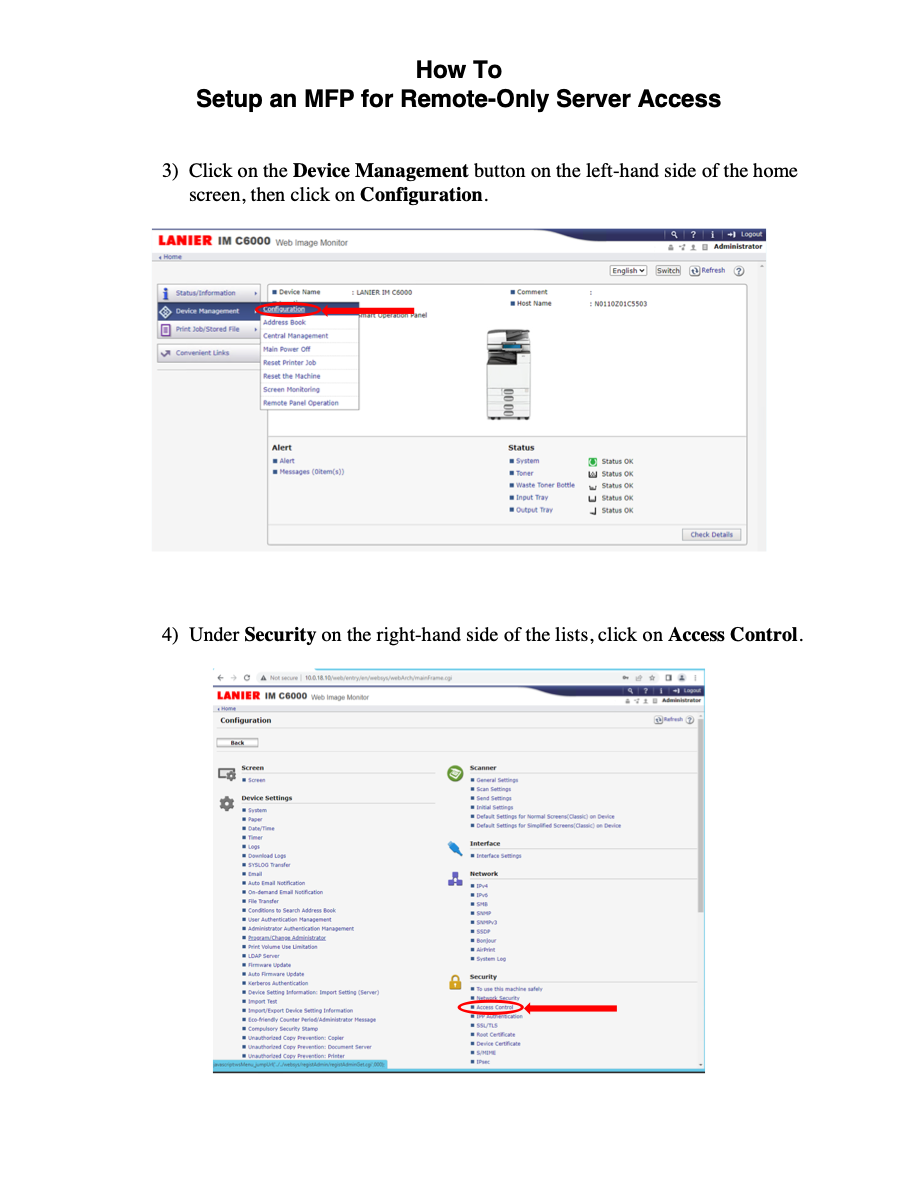 How To
Setup an MFP for Remote-Only Server Access
3) Click on the Device Management button on the left-hand side of the home
screen, then click on Configuration.
LANIER IM C6000 Web Image Monitor
? i Logout
Administrator
Home
English Switch Refresh ?
Status/Information
Device Management
Print Job/Stored File
Convenient Links
Configuration
Address Book
Central Management
Main Power Off
Reset Printer Job
Reset the Machine
Screen Monitoring
Remote Panel Operation
Device Name : LANIER IM C6000
Comment :
Host Name : N0110Z01C5503
Smart Operation Panel
Alert
Alert
Messages (0item(s))
Status
System Status OK
Toner Status OK
Waste Toner Bottle Status OK
Input Tray Status OK
Output Tray Status OK
Check Details
4) Under Security on the right-hand side of the lists, click on Access Control.
Not secure | 10.0.18.10/web/entry/en/websys/webArch/mainFrame.cgi
LANIER IM C6000 Web Image Monitor
? i Logout
Administrator
Home
Configuration
Refresh ?
Back
Screen
Screen
Device Settings
System
Paper
Date/Time
Timer
Logs
Download Logs
SYSLOG Transfer
Email
Auto Email Notification
On-demand Email Notification
File Transfer
Conditions to Search Address Book
User Authentication Management
Administrator Authentication Management
Program/Change Administrator
Print Volume Use Limitation
LDAP Server
Firmware Update
Auto Firmware Update
Kerberos Authentication
Device Setting Information: Import Setting (Server)
Import Test
Import/Export Device Setting Information
Eco-friendly Counter Period/Administrator Message
Compulsory Security Stamp
Unauthorized Copy Prevention: Copier
Unauthorized Copy Prevention: Document Server
Unauthorized Copy Prevention: Printer
Scanner
General Settings
Scan Settings
Send Settings
Initial Settings
Default Settings for Normal Screens(Classic) on Device
Default Settings for Simplified Screens(Classic) on Device
Interface
Interface Settings
Network
IPv4
IPv6
SMB
SNMP
SNMPv3
SSDP
Bonjour
AirPrint
System Log
Security
To use this machine safely
Network Security
Access Control
IPP Authentication
SSL/TLS
Root Certificate
Device Certificate
S/MIME
IPsec